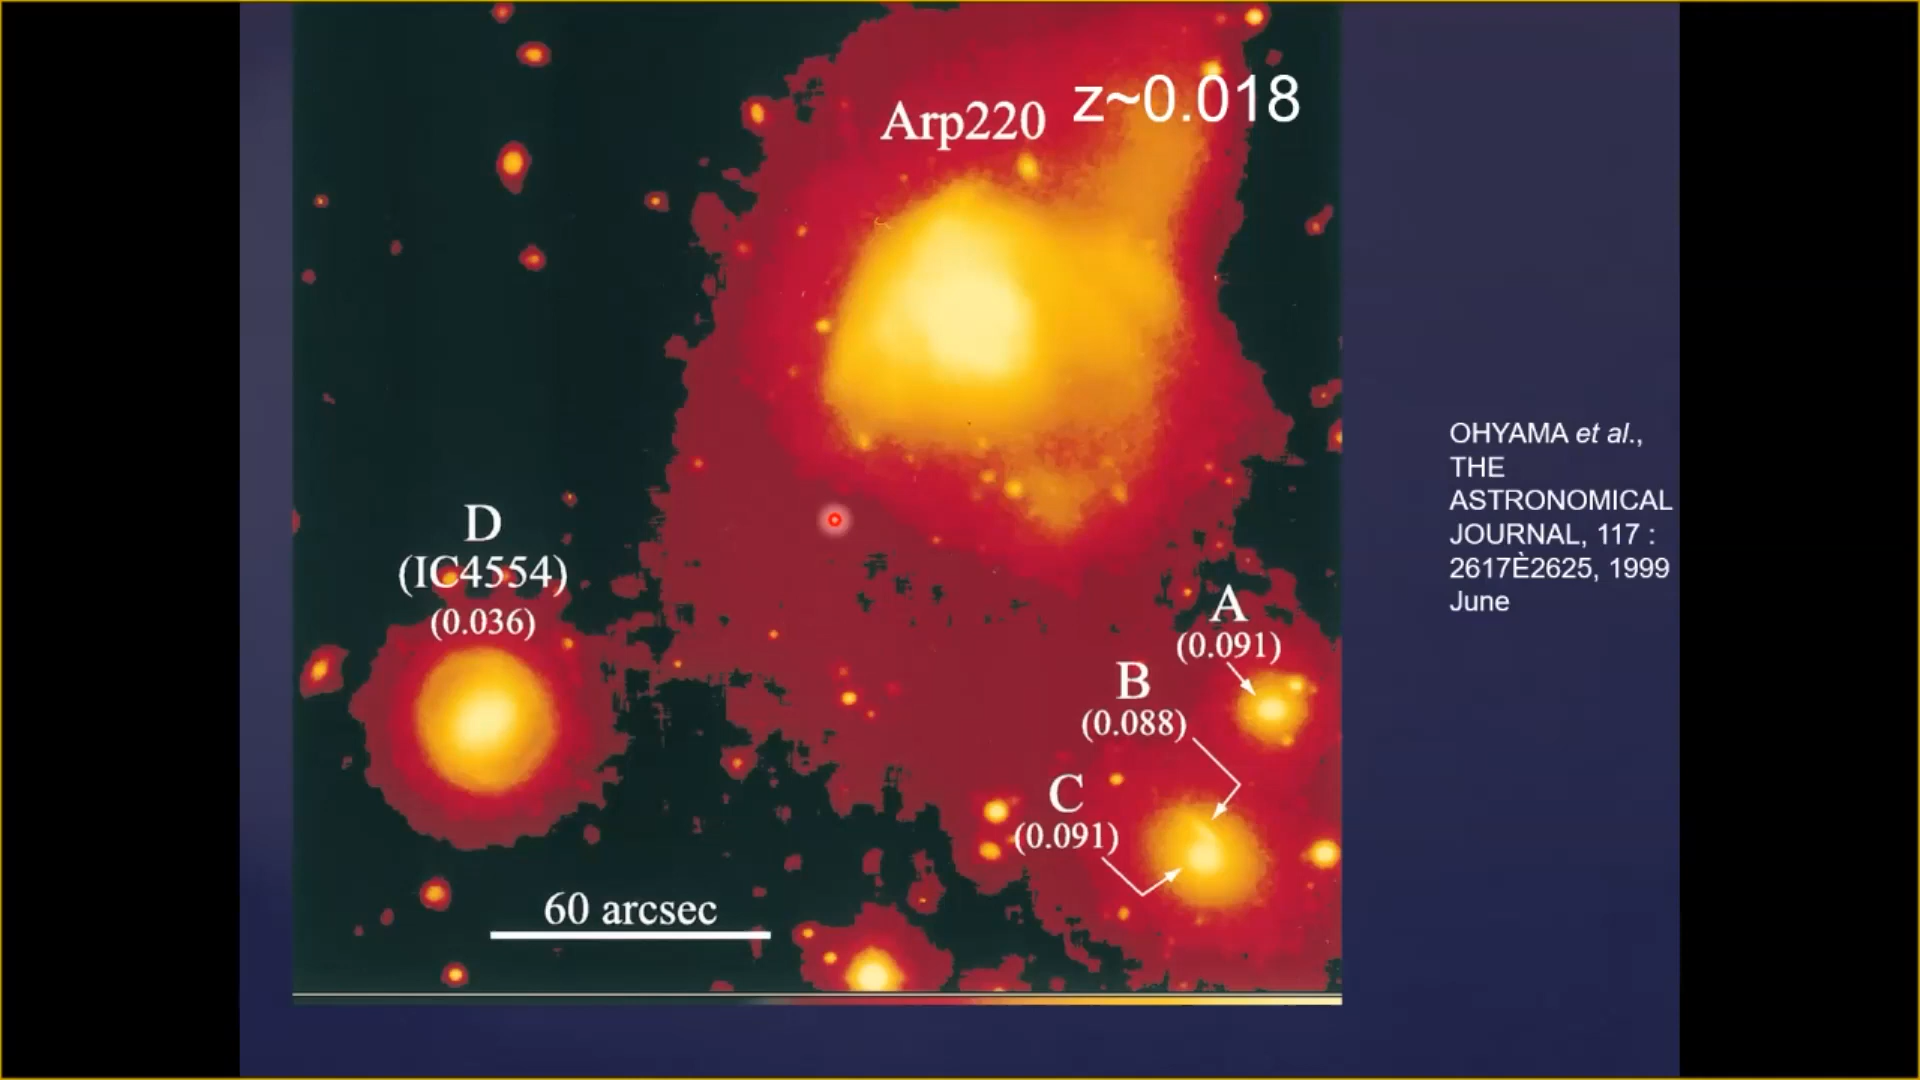 Arp220 z~0.018
D
(IC4554)
(0.036)
A
(0.091)
B
(0.088)
C
(0.091)
60 arcsec
OHYAMA et al.,
THE
ASTRONOMICAL
JOURNAL, 117 :
2617È2625, 1999
June